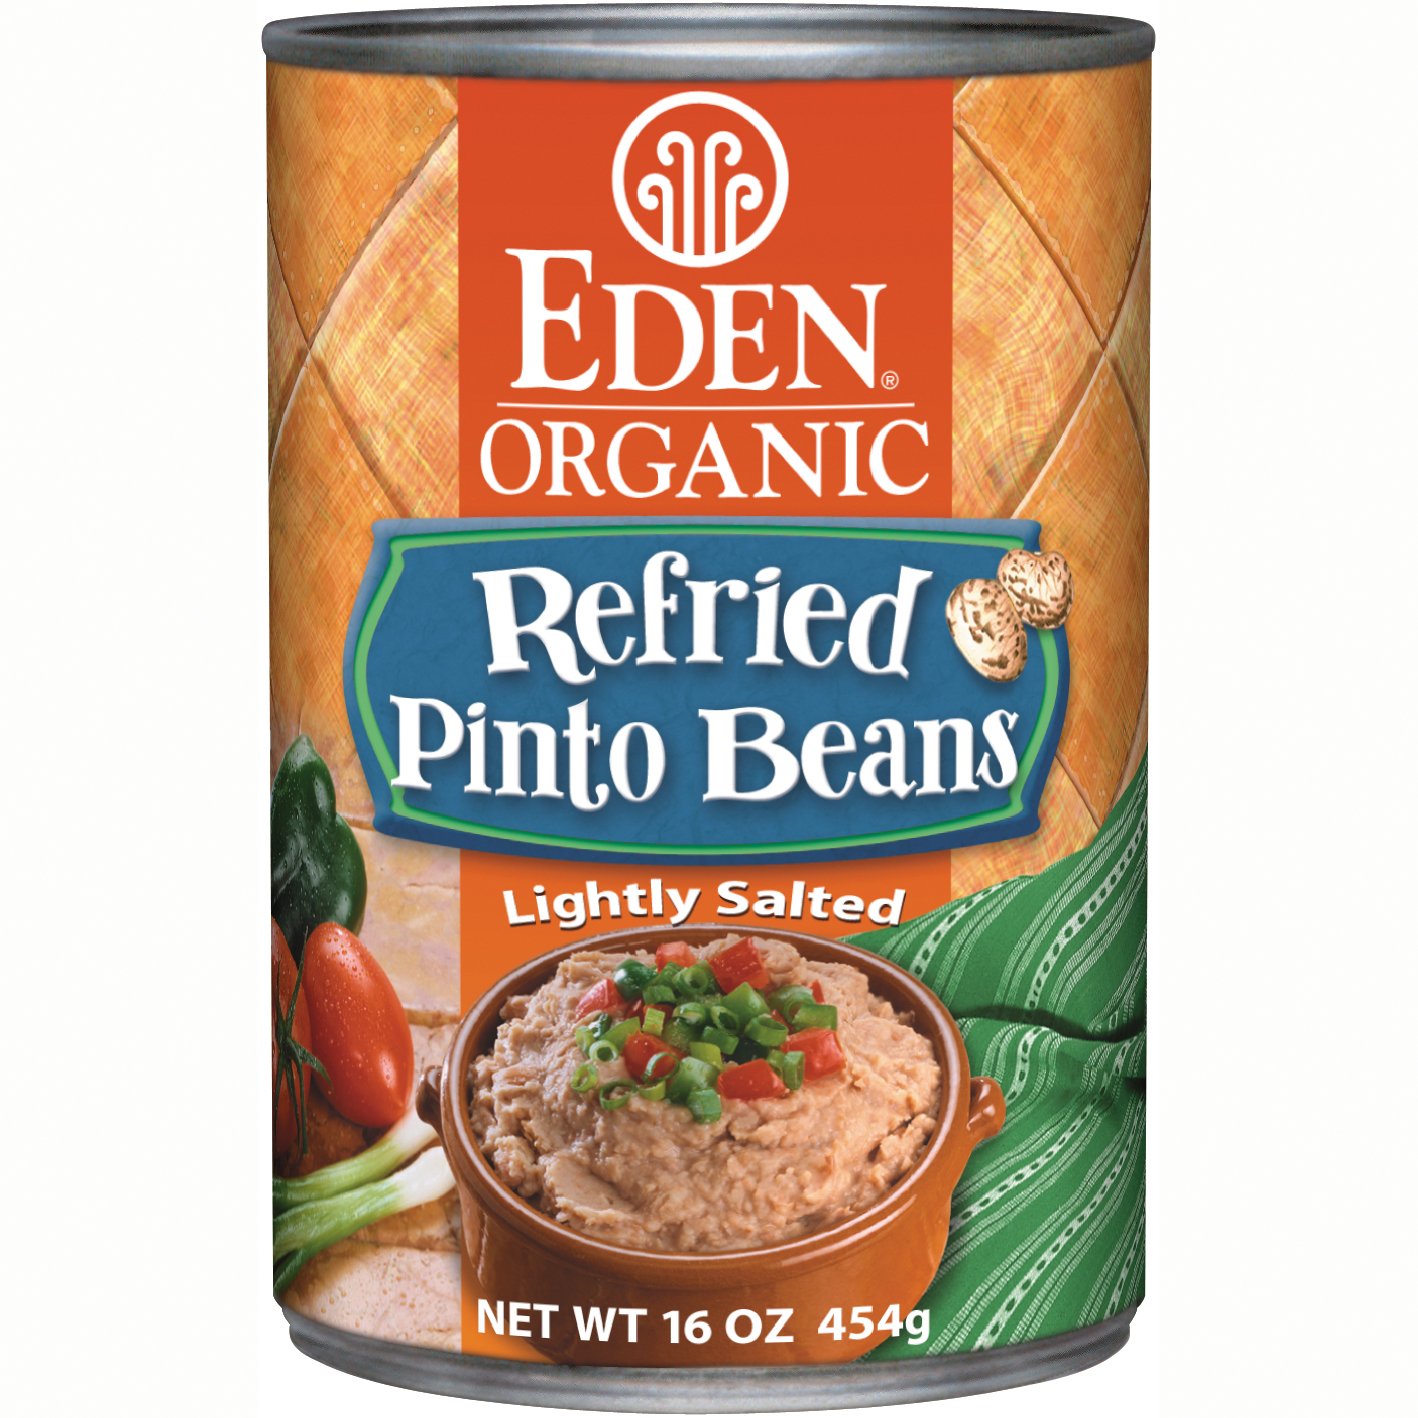 EDEN®
ORGANIC
Refried
Pinto Beans
Lightly Salted
NET WT 16 OZ 454g